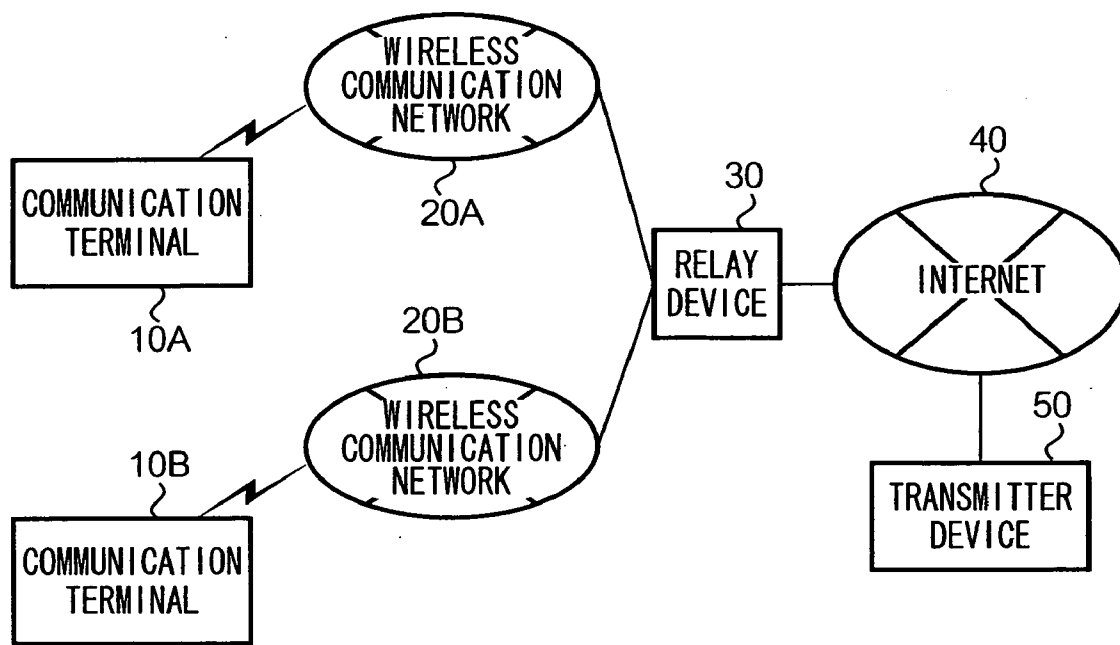 WIRELESS
COMMUNICATION
NETWORK
20A
COMMUNICATION
TERMINAL
10A
30
RELAY
DEVICE
40
INTERNET
20B
WIRELESS
COMMUNICATION
NETWORK
10B
COMMUNICATION
TERMINAL
50
TRANSMITTER
DEVICE